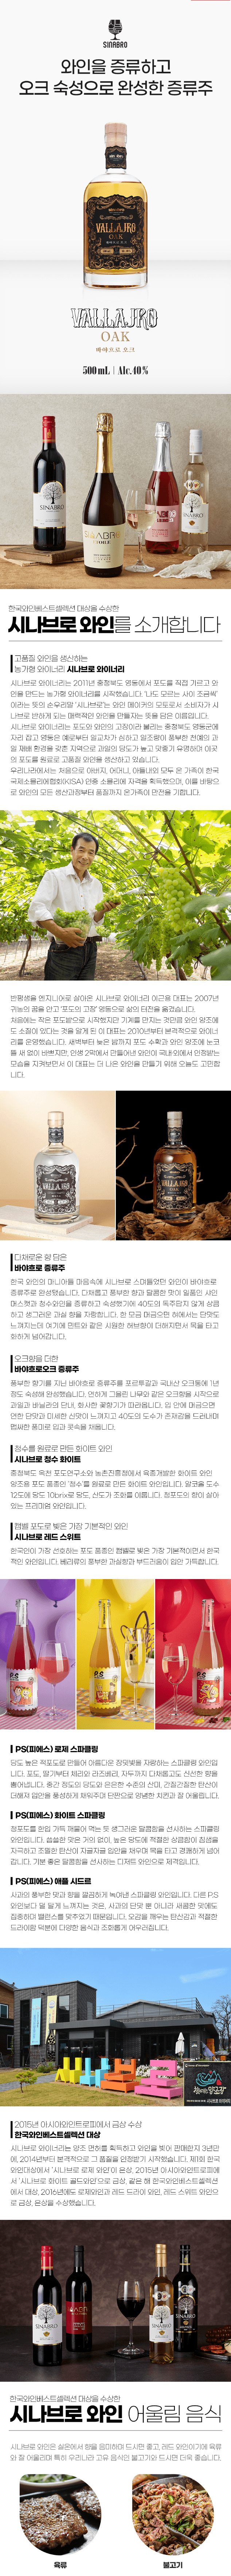 SINABRO
와인을 증류하고
오크 숙성으로 완성한 증류주
VALLAJRO
OAK
VALLAJRO
OAK
바야흐로 오크
500mL | Alc.40%
SINABRO
한국와인베스트셀렉션 대상을 수상한
시나브로 와인를 소개합니다
고품질 와인을 생산하는
농가형 와이너리 시나브로 와이너리
시나브로 와이너리는 2011년 충청북도 영동에서 포도를 직접 기르고 와
인을 만드는 농가형 와이너리를 시작했습니다. '나도 모르는 사이 조금씩'
이라는 뜻의 순우리말 '시나브로'는 와인 메이커의 모토로서 소비자가 시
나브로 반하게 되는 매력적인 와인을 만들자는 뜻을 담은 이름입니다.
시나브로 와이너리는 포도와 와인의 고장이라 불리는 충청북도 영동군에
자리 잡고 영동은 예로부터 일교차가 심하고 일조량이 풍부한 천혜의 과
일 재배 환경을 갖춘 지역으로 과일의 당도가 높고 맛좋기 유명하며 이곳
의 포도를 원료로 고품질 와인을 생산하고 있습니다.
우리나라에서는 처음으로 아버지, 어머니, 아들내외 모두 온 가족이 한국
국제소믈리에협회(KISA) 인증 소믈리에 자격을 획득했으며, 이를 바탕으
로 와인의 모든 생산과정부터 품질까지 온가족이 만전을 기합니다.
반평생을 엔지니어로 살아온 시나브로 와이너리 이근용 대표는 2007년
귀농의 꿈을 안고 '포도의 고장' 영동으로 삶의 터전을 옮겼습니다.
처음에는 작은 포도밭으로 시작했지만 기계를 만지는 것만큼 와인 양조에
도 소질이 있다는 것을 알게 된 이 대표는 2010년부터 본격적으로 와이너
리를 운영했습니다. 새벽부터 늦은 밤까지 포도 수확과 와인 양조에 눈코
뜰 새 없이 바쁘지만, 인생 2막에서 만들어낸 와인이 국내외에서 인정받는
모습을 지켜보면서 이 대표는 더 나은 와인을 만들기 위해 오늘도 고민합
니다.
VALLAJRO
VALLAJRO
다채로운 향 담은
바야흐로 증류주
한국 와인의 마니아들 마음속에 시나브로 스며들었던 와인이 바야흐로
증류주로 완성했습니다. 다채롭고 풍부한 향과 달콤한 맛이 일품인 샤인
머스켓과 청수와인을 증류하고 숙성했기에 40도의 독주답지 않게 상큼
하고 생그러운 과실 향을 자랑합니다. 한 모금 머금으면 혀에서는 단맛도
느껴지는데 여기에 민트와 같은 시원한 허브향이 더해지면서 목을 타고
화하게 넘어갑니다.
오크향을 더한
바야흐로오크 증류주
풍부한 향기를 지닌 바야흐로 증류주를 포르투갈과 국내산 오크통에 1년
정도 숙성해 완성했습니다. 연하게 그을린 나무와 같은 오크향을 시작으로
과일과 바닐라의 단내, 화사한 꽃향기가 따라옵니다. 입 안에 머금으면
연한 단맛과 미세한 신맛이 느껴지고 40도의 도수가 존재감을 드러내며
맵싸한 풍미로 입과 콧속을 채웁니다.
청수를 원료로 만든 화이트 와인
시나브로 청수 화이트
충청북도 옥천 포도연구소와 농촌진흥청에서 육종개발한 화이트 와인
양조용 포도 품종인 '청수'를 원료로 만든 화이트 와인입니다. 알코올 도수
12도에 당도 10brix로 당도, 산도가 조화를 이룹니다. 청포도의 향이 살아
있는 프리미엄 와인입니다.
캠벨 포도로 빚은 가장 기본적인 와인
시나브로 레드 스위트
한국인이 가장 선호하는 포도 품종인 캠벨로 빚은 가장 기본적이면서 한국
적인 와인입니다. 베리류의 풍부한 과실향과 부드러움이 입안 가득합니다.
P.S
P.S
P.S
PS(피에스) 로제 스파클링
당도 높은 적포도로 만들어 아름다운 장밋빛을 자랑하는 스파클링 와인입
니다. 포도, 딸기부터 체리와 라즈베리, 자두까지 다채롭고도 신선한 향을
뿜어냅니다. 중간 정도의 당도와 은은한 수준의 산미, 간질간질한 탄산이
더해져 입안을 풍성하게 채워주며 단짠으로 양념한 치킨과 잘 어울립니다.
PS(피에스) 화이트 스파클링
청포도를 한입 가득 깨물어 먹는 듯 생그러운 달콤함을 선사하는 스파클링
와인입니다. 씁쓸한 맛은 거의 없이, 높은 당도에 적절한 상큼함이 침샘을
자극하고 조밀한 탄산이 자글자글 입안을 채우며 목을 타고 경쾌하게 넘어
갑니다. 기분 좋은 달콤함을 선사하는 디저트 와인으로 제격입니다.
PS(피에스) 애플 시드르
사과의 풍부한 맛과 향을 깔끔하게 녹여낸 스파클링 와인입니다. 다른 P.S
와인보다 덜 달게 느껴지는 것은, 사과의 단맛 뿐 아니라 새콤한 맛에도
집중하여 밸런스를 맞추었기 때문입니다. 오감을 깨우는 탄산감과 적절한
드라이함 덕분에 다양한 음식과 조화롭게 어우러집니다.
2015년 아시아와인트로피에서 금상 수상
한국와인베스트셀렉션 대상
시나브로 와이너리는 양조 면허를 획득하고 와인을 빚어 판매한지 3년만
에, 2014년부터 본격적으로 그 품질을 인정받기 시작했습니다. 제1회 한국
와인대상에서 '시나브로 로제 와인'이 은상, 2015년 아시아와인트로피에
서 '시나브로 화이트 골드와인'으로 금상, 같은 해 한국와인베스트셀렉션
에서 대상, 2016년에도 로제와인과 레드 드라이 와인, 레드 스위트 와인으
로 금상, 은상을 수상했습니다.
SINABRO
SINABRO
SINABRO
한국와인베스트셀렉션 대상을 수상한
시나브로 와인 어울림 음식
시나브로 와인은 실온에서 향을 음미하며 드시면 좋고, 레드 와인이기에 육류
와 잘 어울리며 특히 우리나라 고유 음식인 불고기와 드시면 더욱 좋습니다.
육류
불고기